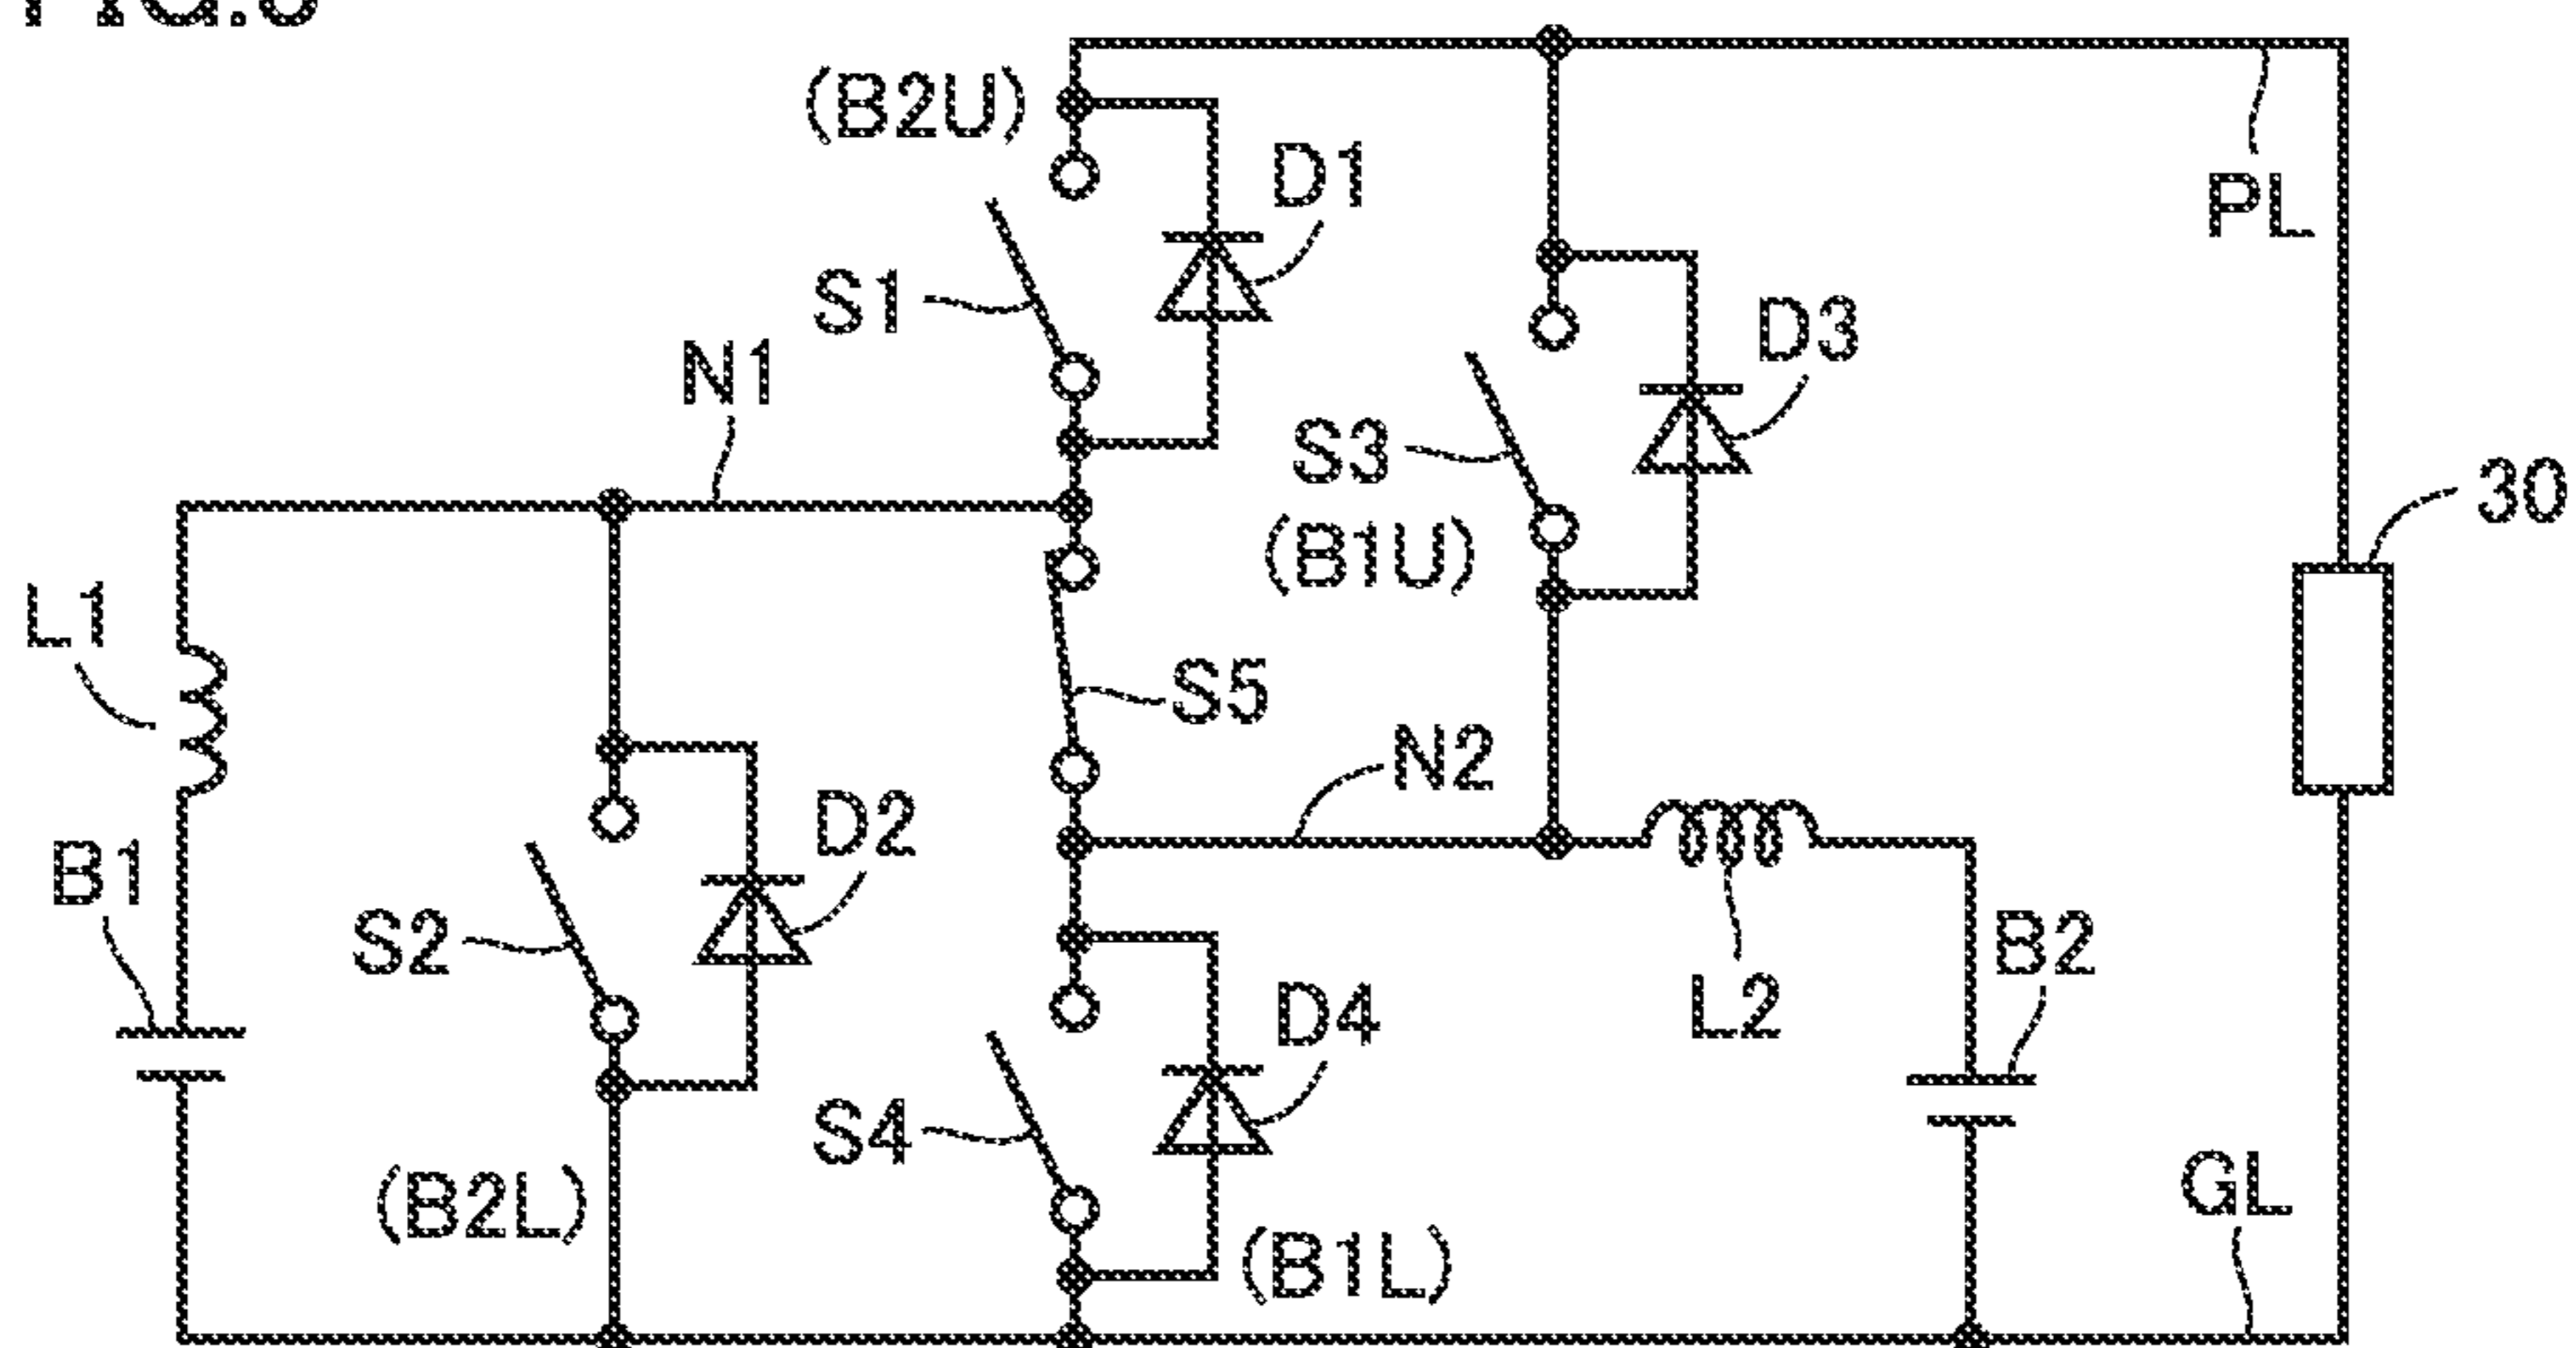 (B2U)
D1
PL
S1
D3
N1
S3
30
(B1U)
L1
S5
N2
D2
B1
S2
B2
L2
D4
S4
GL
(B2L)
(B1L)